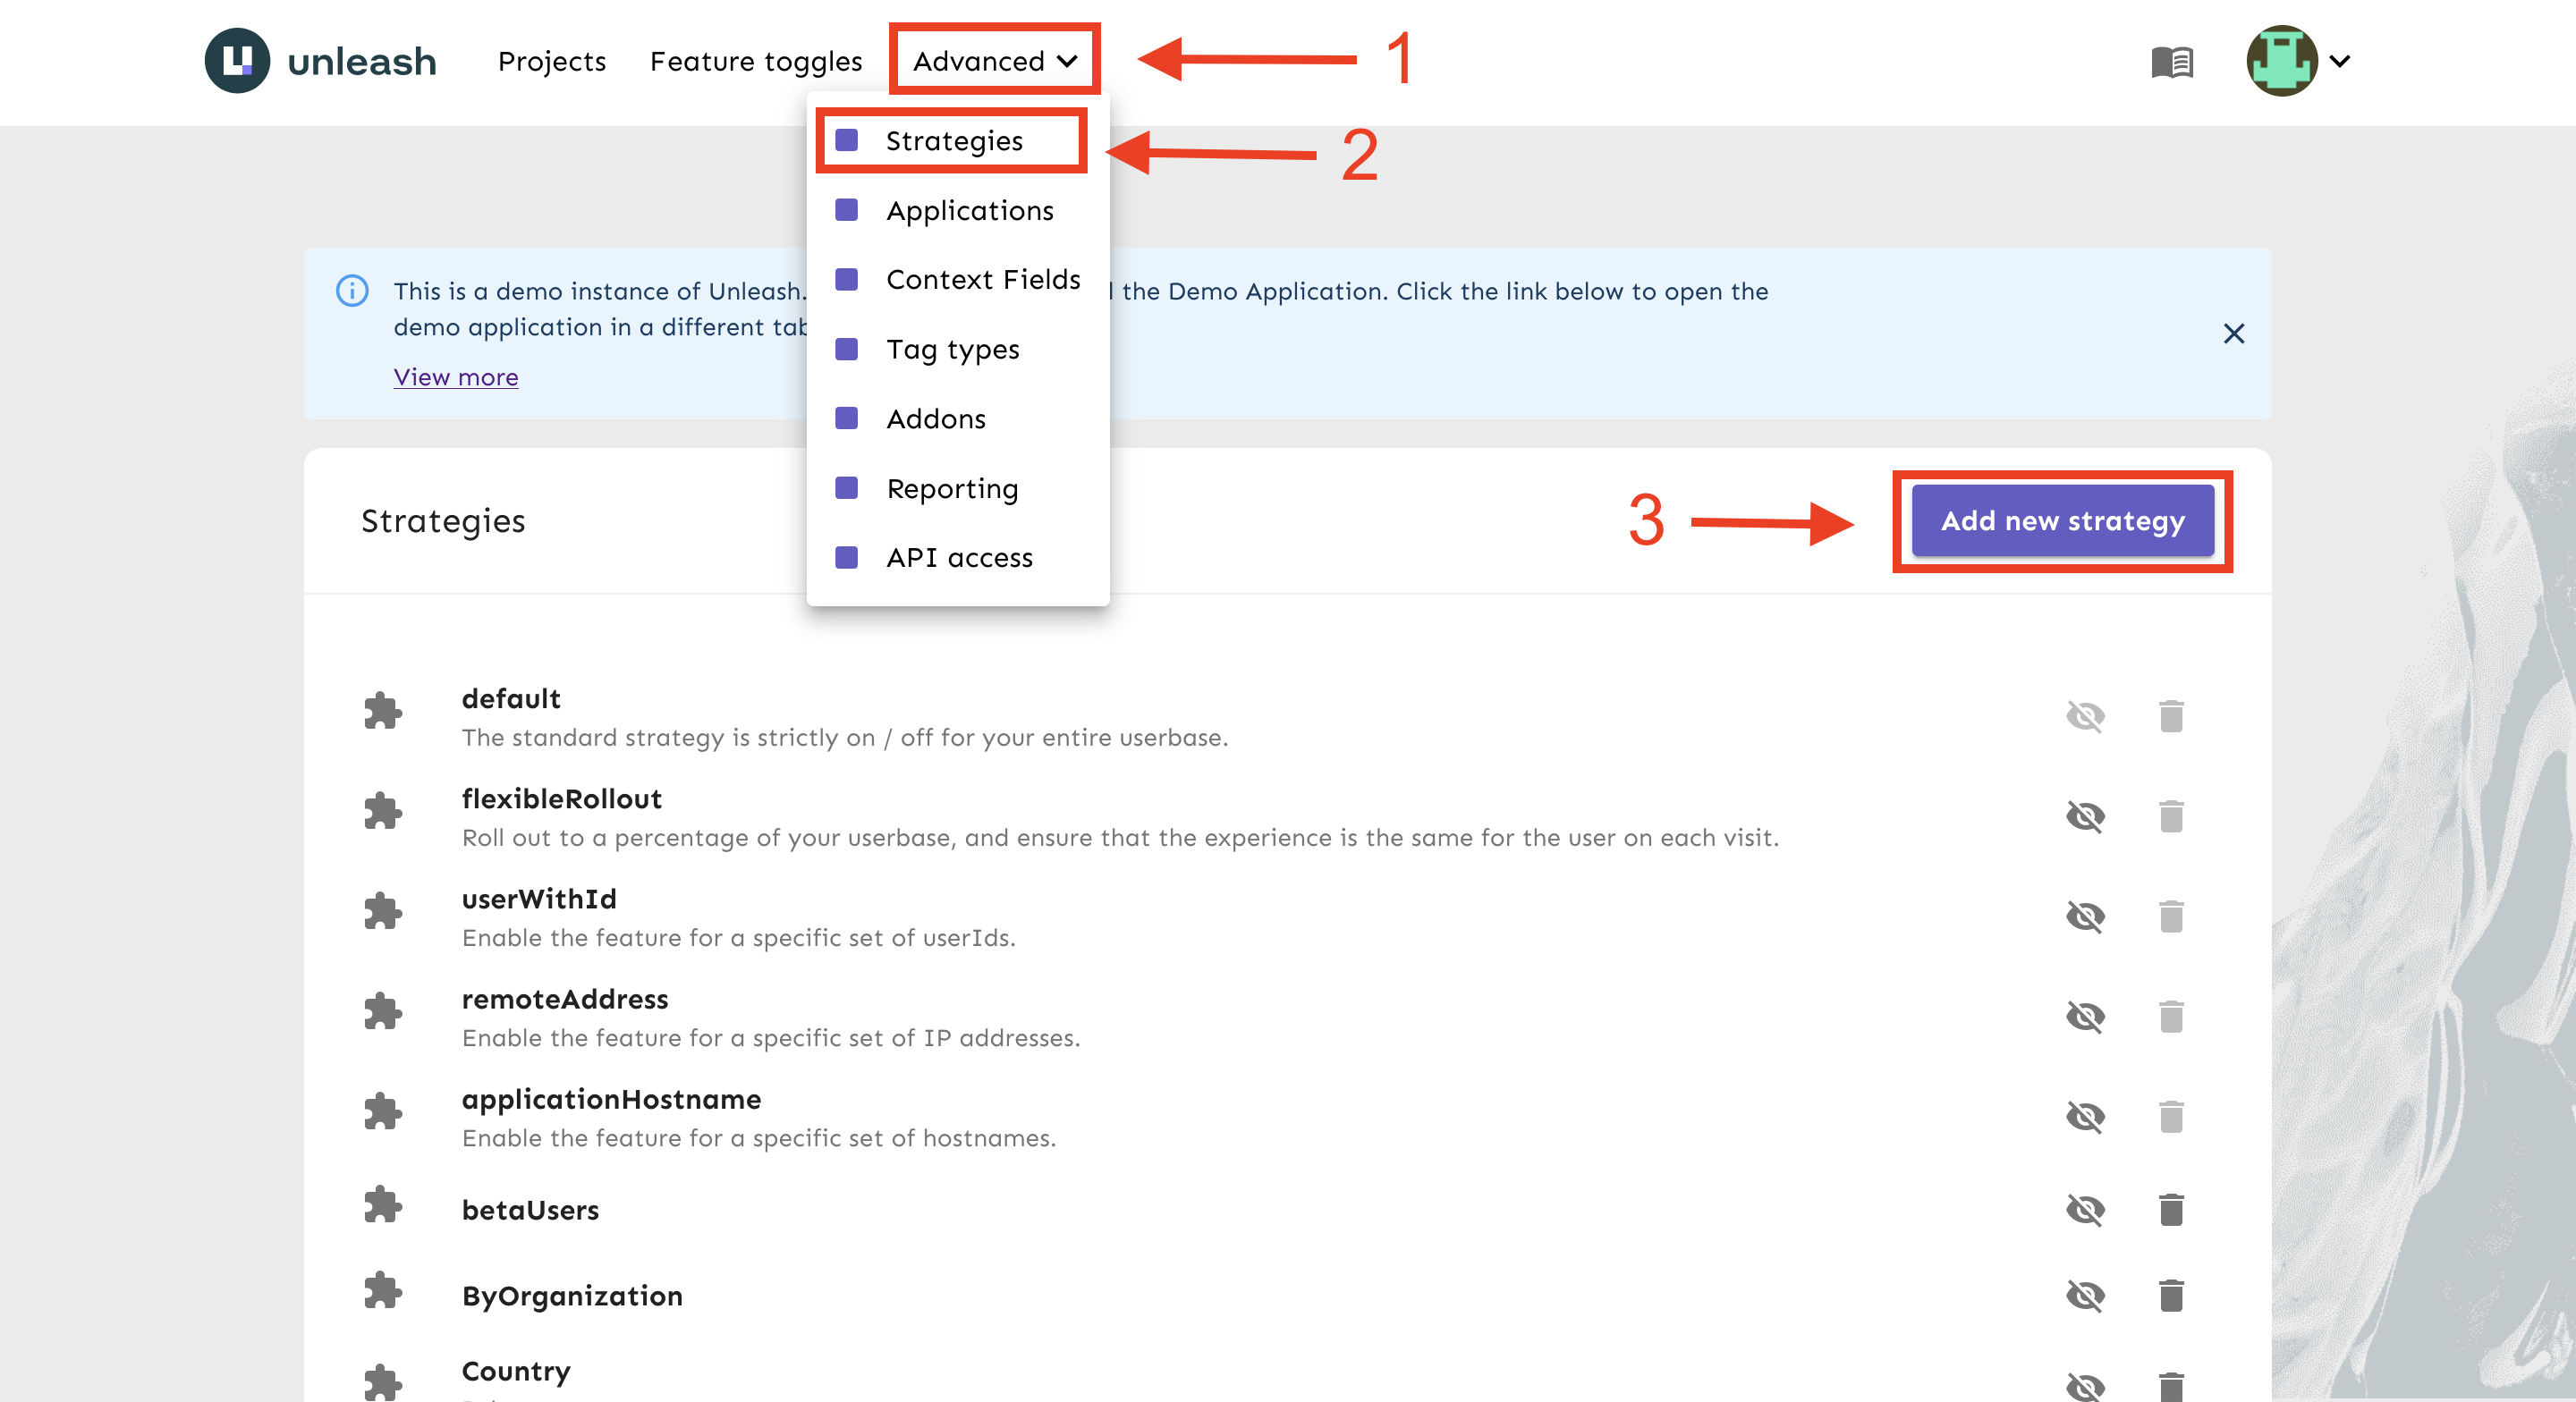 unleash
Projects
Feature toggles
Advanced
1
Strategies
2
Applications
Context Fields
Tag types
Addons
Reporting
API access
This is a demo instance of Unleash. the Demo Application. Click the link below to open the
demo application in a different
View more
Strategies
3
Add new strategy
default
The standard strategy is strictly on / off for your entire userbase.
flexibleRollout
Roll out to a percentage of your userbase, and ensure that the experience is the same for the user on each visit.
userWithId
Enable the feature for a specific set of userIds.
remoteAddress
Enable the feature for a specific set of IP addresses.
applicationHostname
Enable the feature for a specific set of hostnames.
betaUsers
ByOrganization
Country